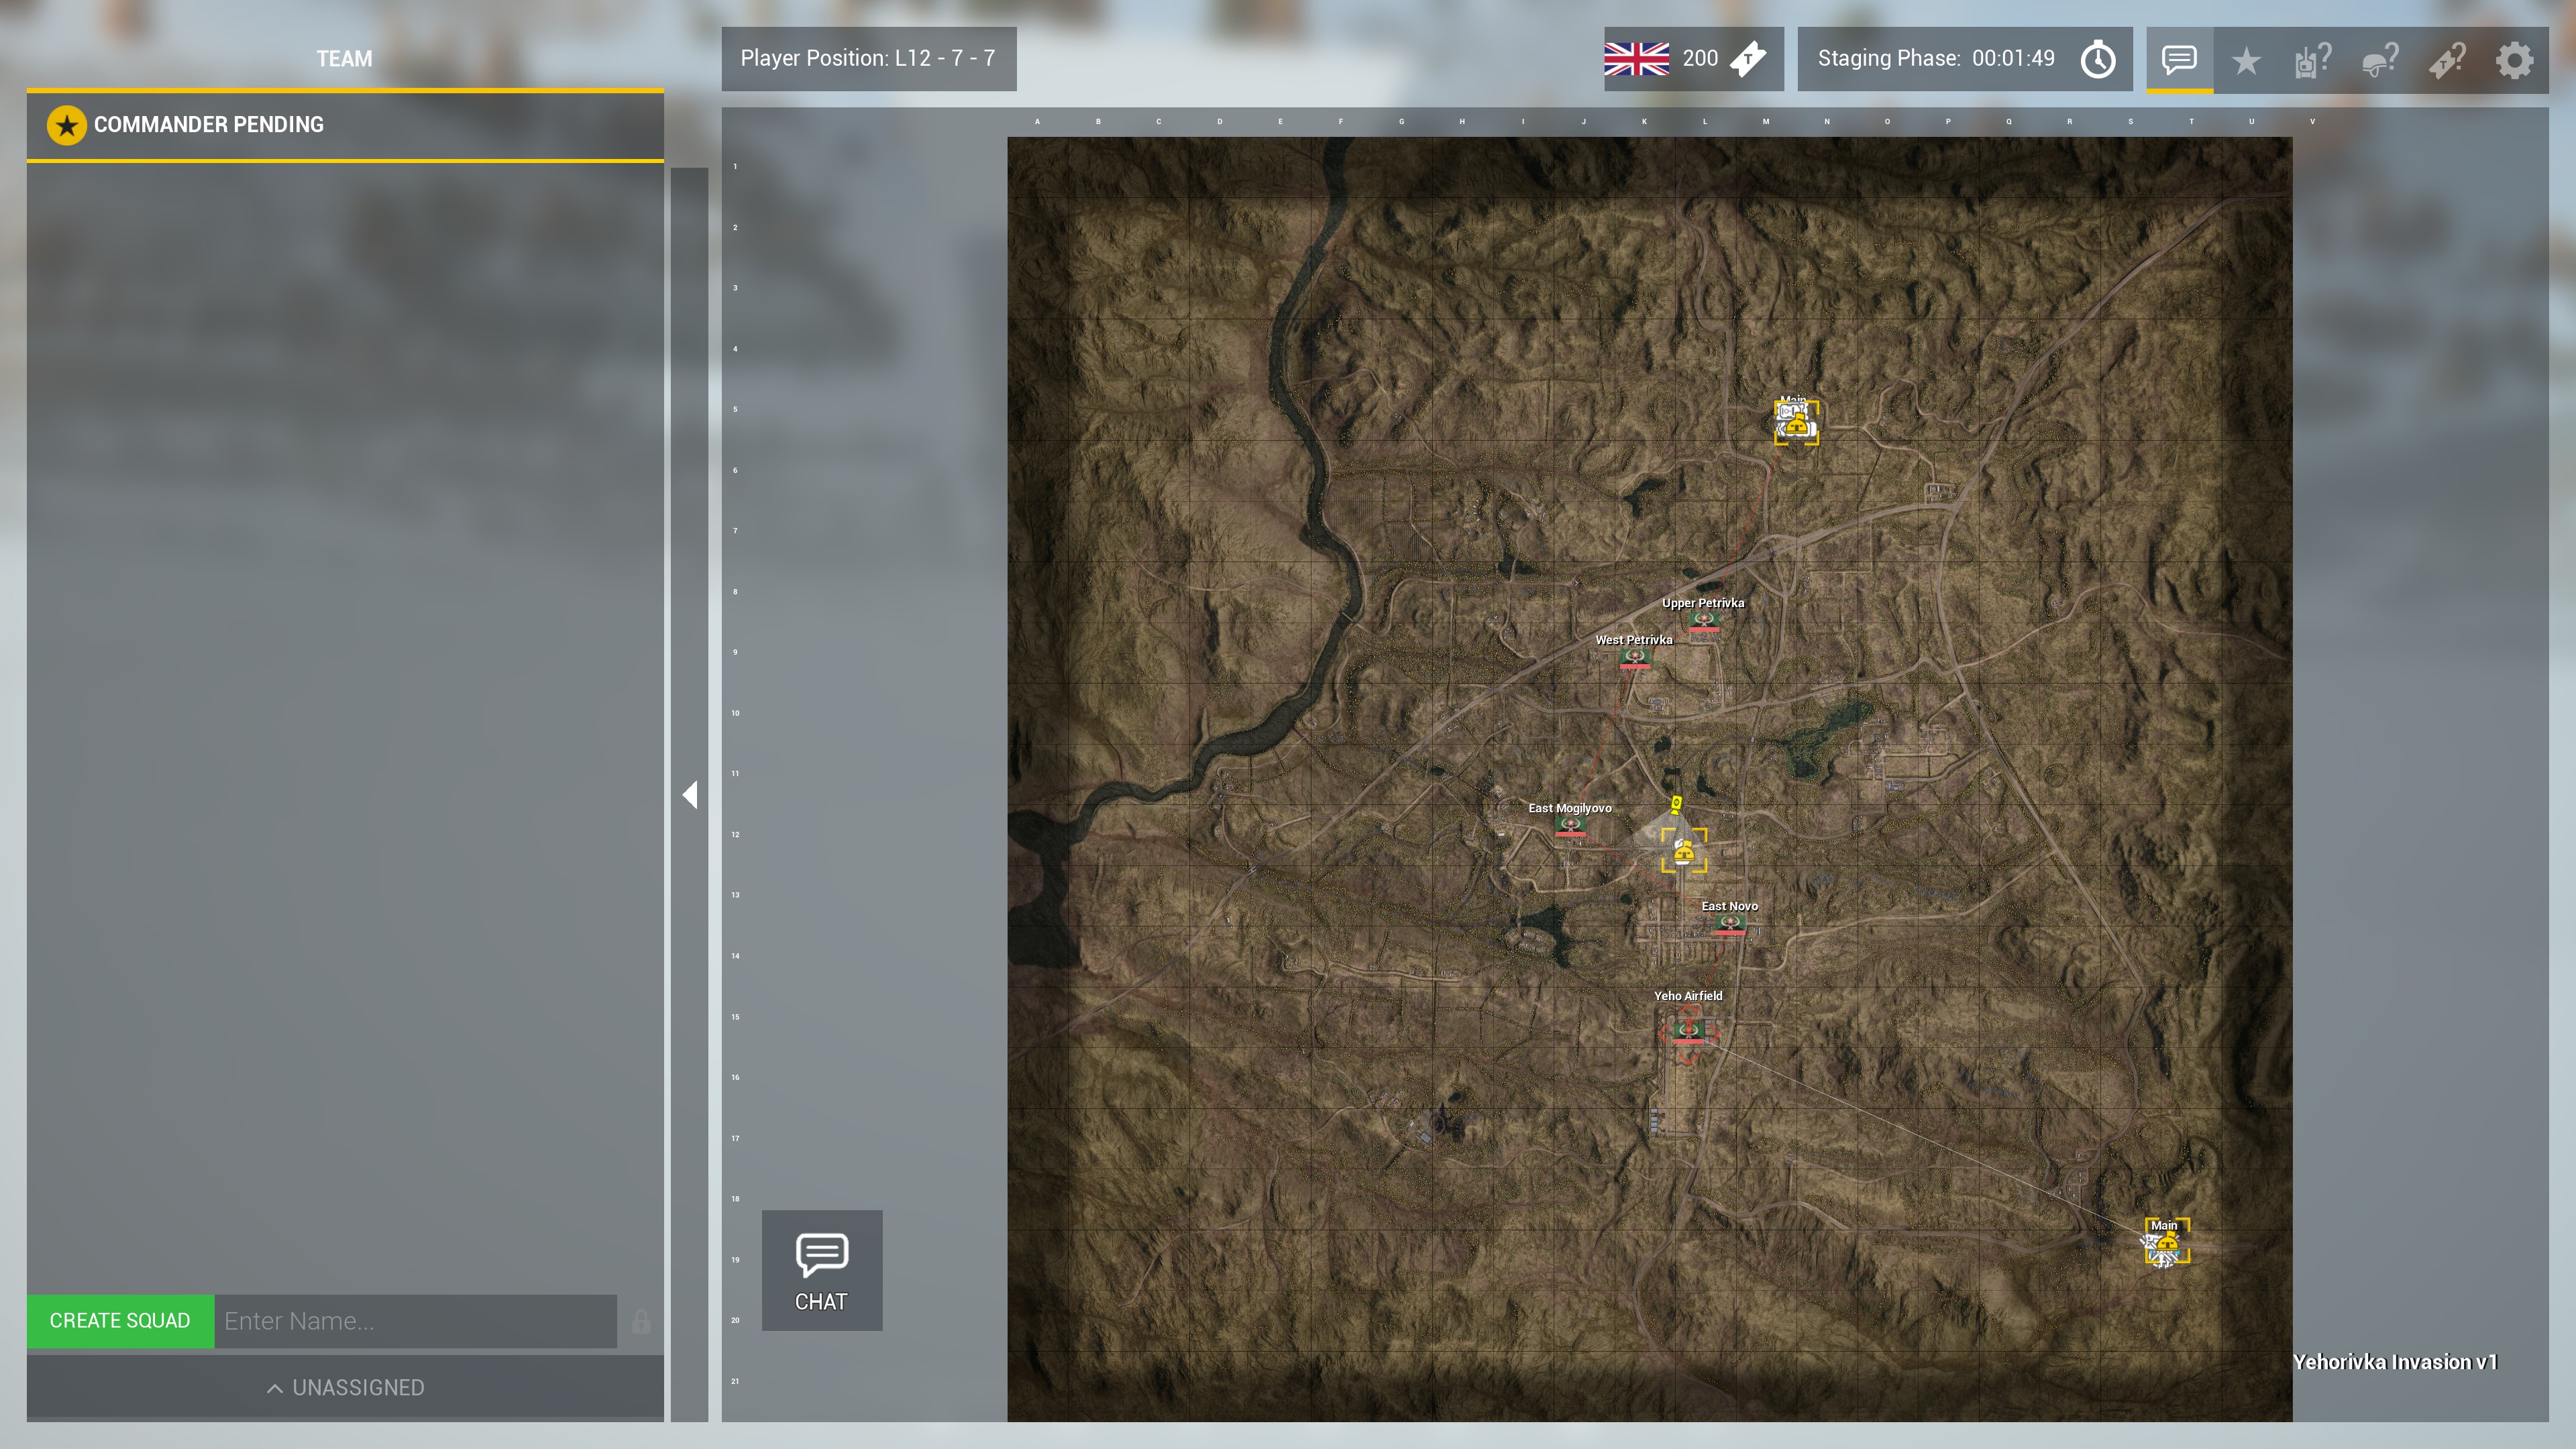 TEAM
Player Position: L12 - 7 - 7
200
Staging Phase: 00:01:49
COMMANDER PENDING
A B C D E F G H I J K L M N O P Q R S T U V
1
2
3
4
5
6
7
8
9
10
11
12
13
14
15
16
17
18
19
20
21
Main
Upper Petrivka
West Petrivka
East Mogilyovo
East Novo
Yeho Airfield
Main
CHAT
CREATE SQUAD
Enter Name...
UNASSIGNED
Yehorivka Invasion v1